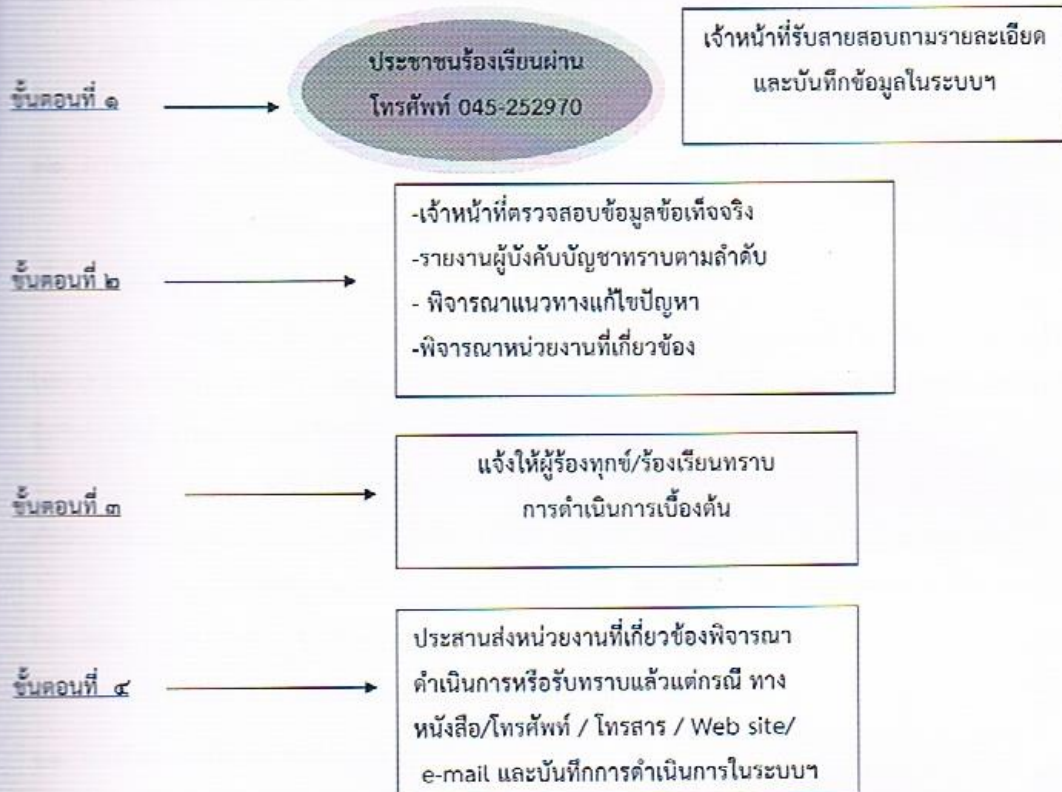 ขั้นตอนที่ ๑
ประชาชนร้องเรียนผ่าน
โทรศัพท์ 045-252970
เจ้าหน้าที่รับสายสอบถามรายละเอียด
และบันทึกข้อมูลในระบบฯ
ขั้นตอนที่ ๒
-เจ้าหน้าที่ตรวจสอบข้อมูลข้อเท็จจริง
-รายงานผู้บังคับบัญชาทราบตามลำดับ
- พิจารณาแนวทางแก้ไขปัญหา
-พิจารณาหน่วยงานที่เกี่ยวข้อง
ขั้นตอนที่ ๓
แจ้งให้ผู้ร้องทุกข์/ร้องเรียนทราบ
การดำเนินการเบื้องต้น
ขั้นตอนที่ ๔
ประสานส่งหน่วยงานที่เกี่ยวข้องพิจารณา
ดำเนินการหรือรับทราบแล้วแต่กรณี ทาง
หนังสือ/โทรศัพท์ / โทรสาร / Web site/
e-mail และบันทึกการดำเนินการในระบบฯ